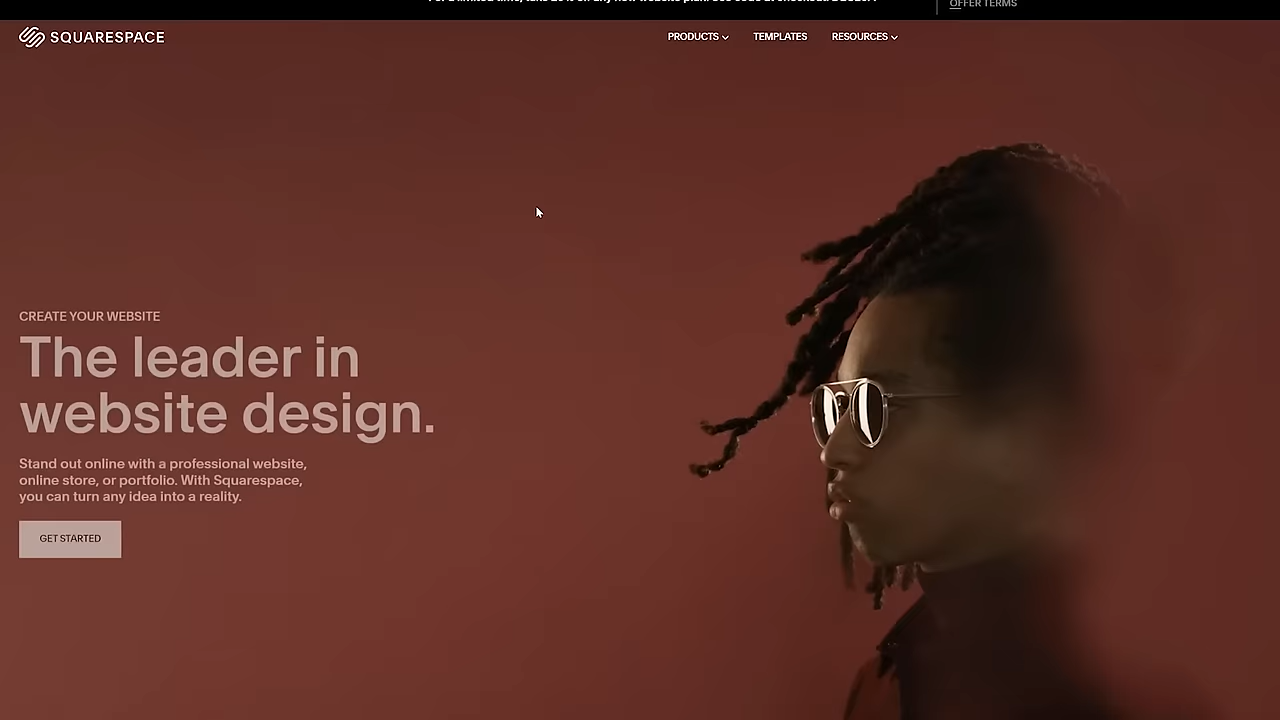 OFFER TERMS
SQUARESPACE
PRODUCTS
TEMPLATES
RESOURCES
CREATE YOUR WEBSITE
The leader in
website design.
Stand out online with a professional website,
online store, or portfolio. With Squarespace,
you can turn any idea into a reality.
GET STARTED